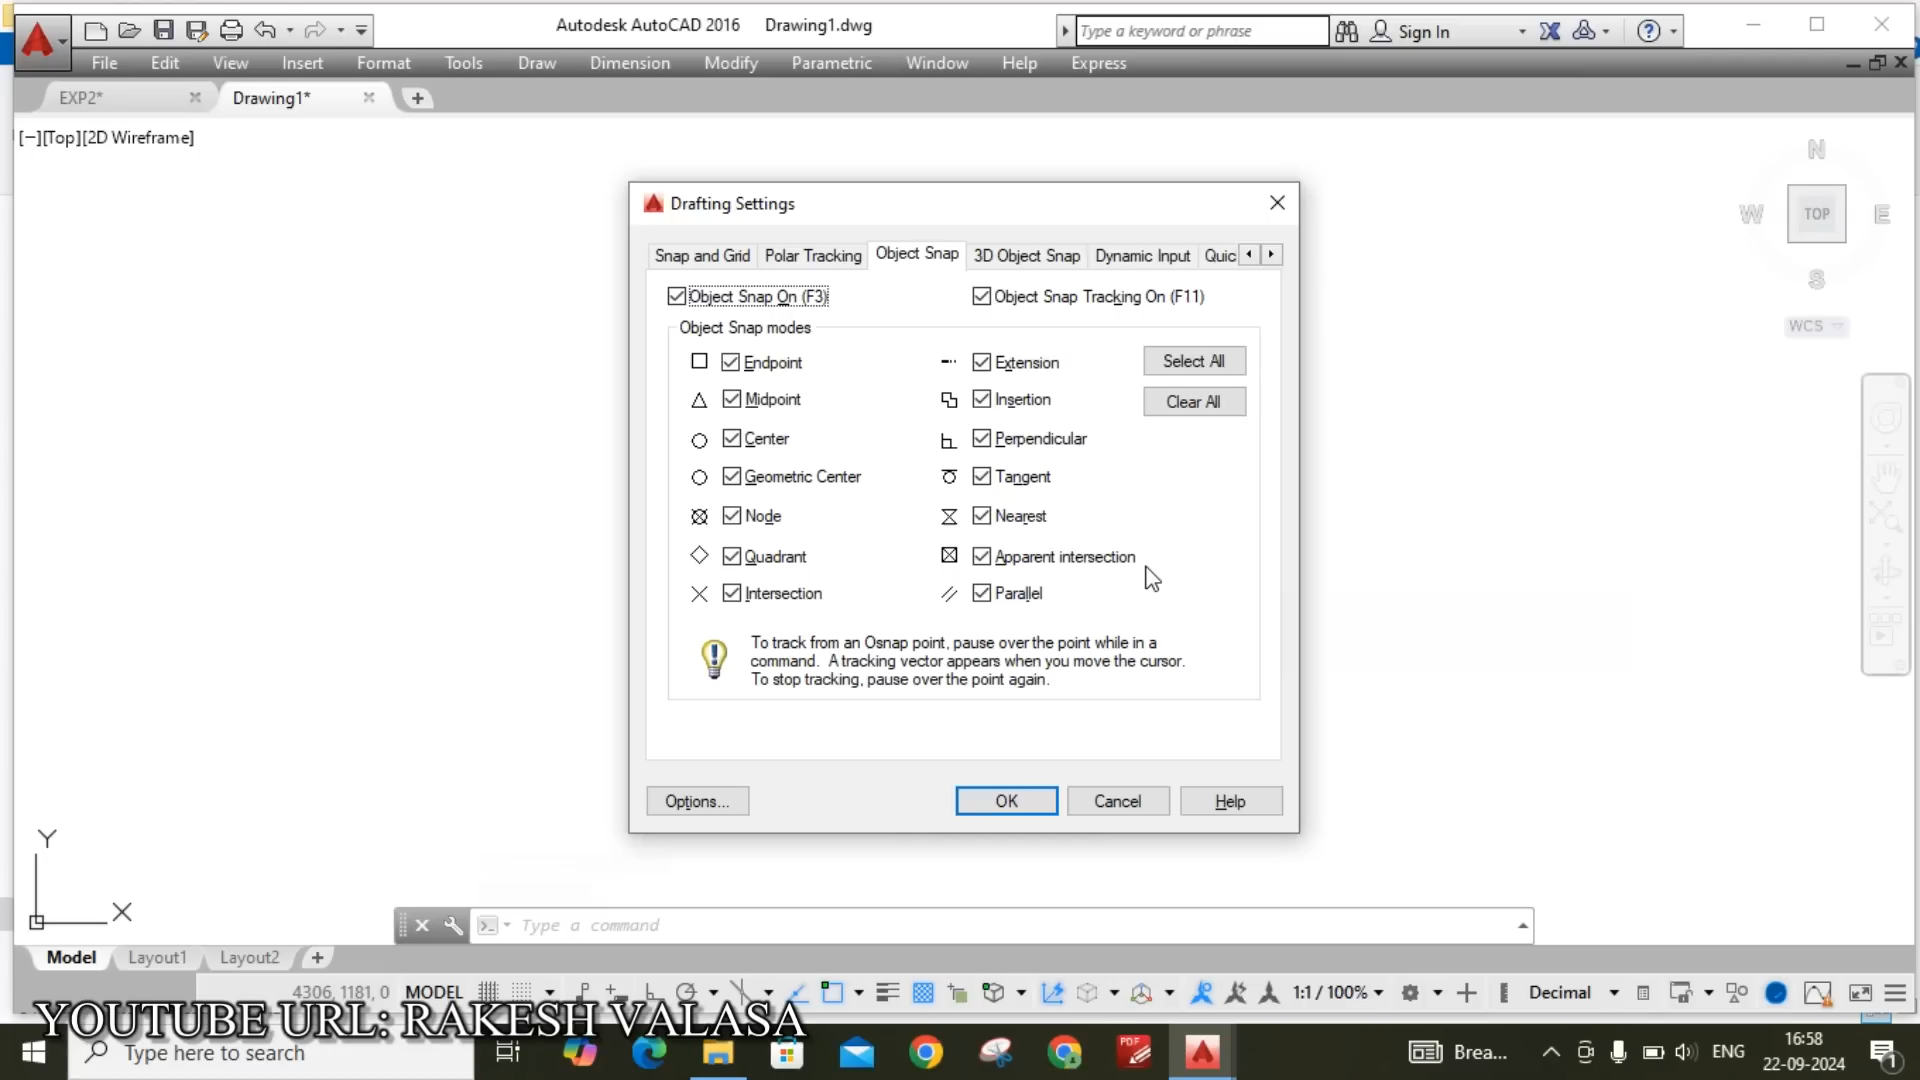 Autodesk AutoCAD 2016 Drawing1.dwg
Type a keyword or phrase
Sign In
File Edit View Insert Format Tools Draw Dimension Modify Parametric Window Help Express
EXP2* Drawing1*
[−][Top][2D Wireframe]
N
W TOP E
S
WCS
Drafting Settings
Snap and Grid Polar Tracking Object Snap 3D Object Snap Dynamic Input Quic
Object Snap On (F3) Object Snap Tracking On (F11)
Object Snap modes
Endpoint Extension Select All
Midpoint Insertion Clear All
Center Perpendicular
Geometric Center Tangent
Node Nearest
Quadrant Apparent intersection
Intersection Parallel
To track from an Osnap point, pause over the point while in a
command. A tracking vector appears when you move the cursor.
To stop tracking, pause over the point again.
Options... OK Cancel Help
Y
X
Type a command
Model Layout1 Layout2
4306, 1181, 0 MODEL 1:1 / 100% Decimal
YOUTUBE URL: RAKESH VALASA
Type here to search
PDF
Brea...
ENG
16:58
22-09-2024
1